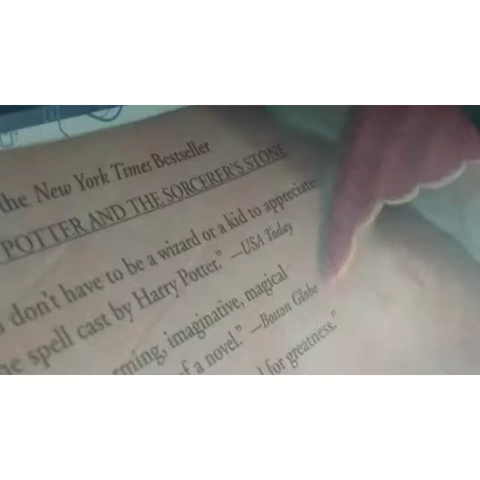 the New York Times Bestseller
POTTER AND THE SORCERER'S STONE
don't have to be a wizard or a kid to appreciate
spell cast by Harry Potter." —USA Today
imaginative, magical
a novel." —Boston Globe
for greatness."